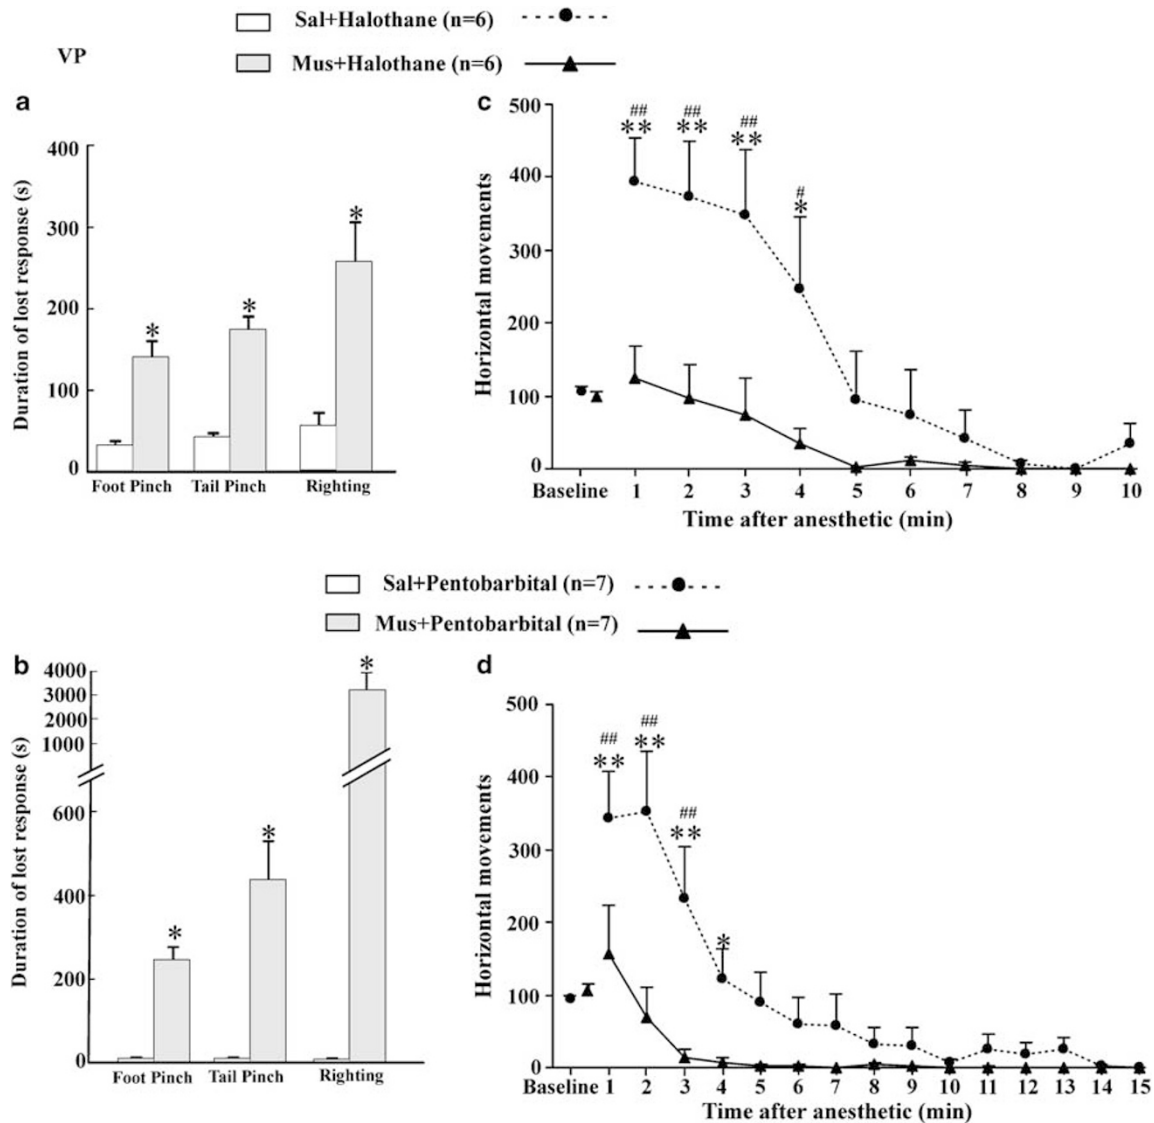 Sal+Halothane (n=6)
VP
Mus+Halothane (n=6)
a
Duration of lost response (s)
400
300
200
100
0
* * *
Foot Pinch Tail Pinch Righting
c
Horizontal movements
500
400
300
200
100
0
## ## ## #
** ** ** *
Baseline 1 2 3 4 5 6 7 8 9 10
Time after anesthetic (min)
Sal+Pentobarbital (n=7)
Mus+Pentobarbital (n=7)
b
Duration of lost response (s)
4000
3000
2000
1000
600
400
200
0
* * *
Foot Pinch Tail Pinch Righting
d
Horizontal movements
500
400
300
200
100
0
## ## ##
** ** ** *
Baseline 1 2 3 4 5 6 7 8 9 10 11 12 13 14 15
Time after anesthetic (min)